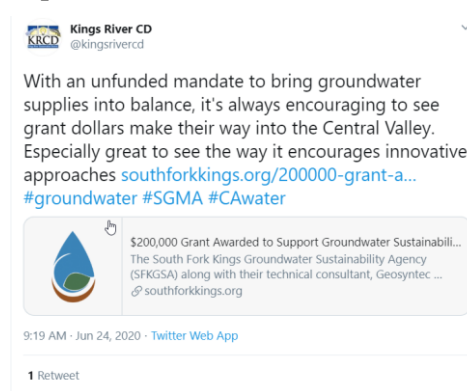 Kings River CD
KRCD
@kingsrivercd
With an unfunded mandate to bring groundwater
supplies into balance, it's always encouraging to see
grant dollars make their way into the Central Valley.
Especially great to see the way it encourages innovative
approaches southforkkings.org/200000-grant-a...
#groundwater #SGMA #CAwater
$200,000 Grant Awarded to Support Groundwater Sustainabili...
The South Fork Kings Groundwater Sustainability Agency
(SFKGSA) along with their technical consultant, Geosyntec ...
southforkkings.org
9:19 AM · Jun 24, 2020 · Twitter Web App
1 Retweet